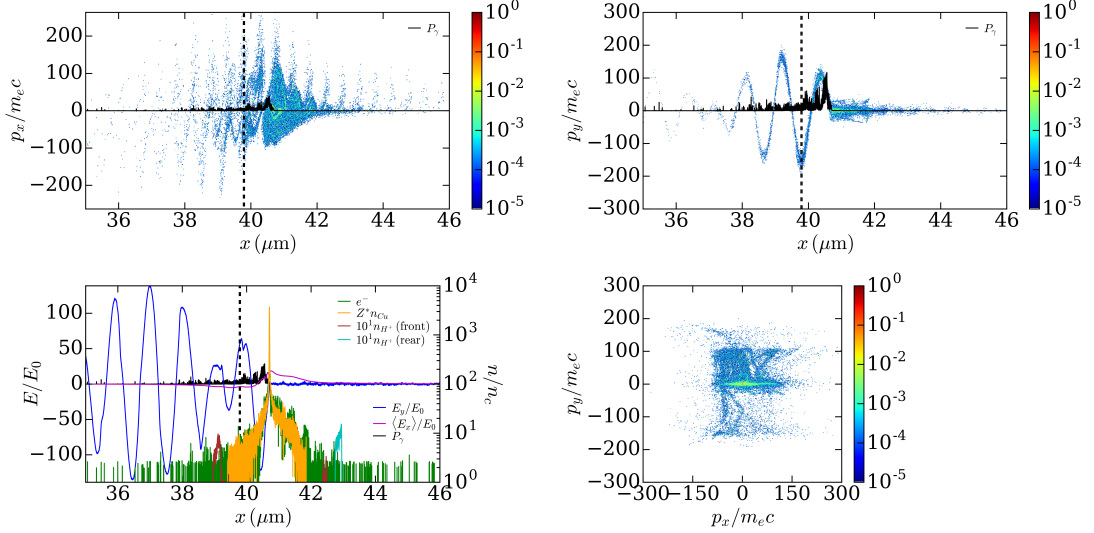 300
200
100
0
−100
−200
p_x/m_ec
— P_γ
36 38 40 42 44 46
x (μm)
10^0
10^-1
10^-2
10^-3
10^-4
10^-5
300
200
100
0
−100
−200
−300
p_y/m_ec
— P_γ
36 38 40 42 44 46
x (μm)
10^0
10^-1
10^-2
10^-3
10^-4
10^-5
100
50
0
−50
−100
E/E_0
e^-
Z*n_Cu
10^1n_H+ (front)
10^1n_H+ (rear)
E_y/E_0
⟨E_x⟩/E_0
P_γ
10^4
10^3
10^2
10^1
10^0
n/n_c
36 38 40 42 44 46
x (μm)
300
200
100
0
−100
−200
−300
p_y/m_ec
−300 −150 0 150 300
p_x/m_ec
10^0
10^-1
10^-2
10^-3
10^-4
10^-5